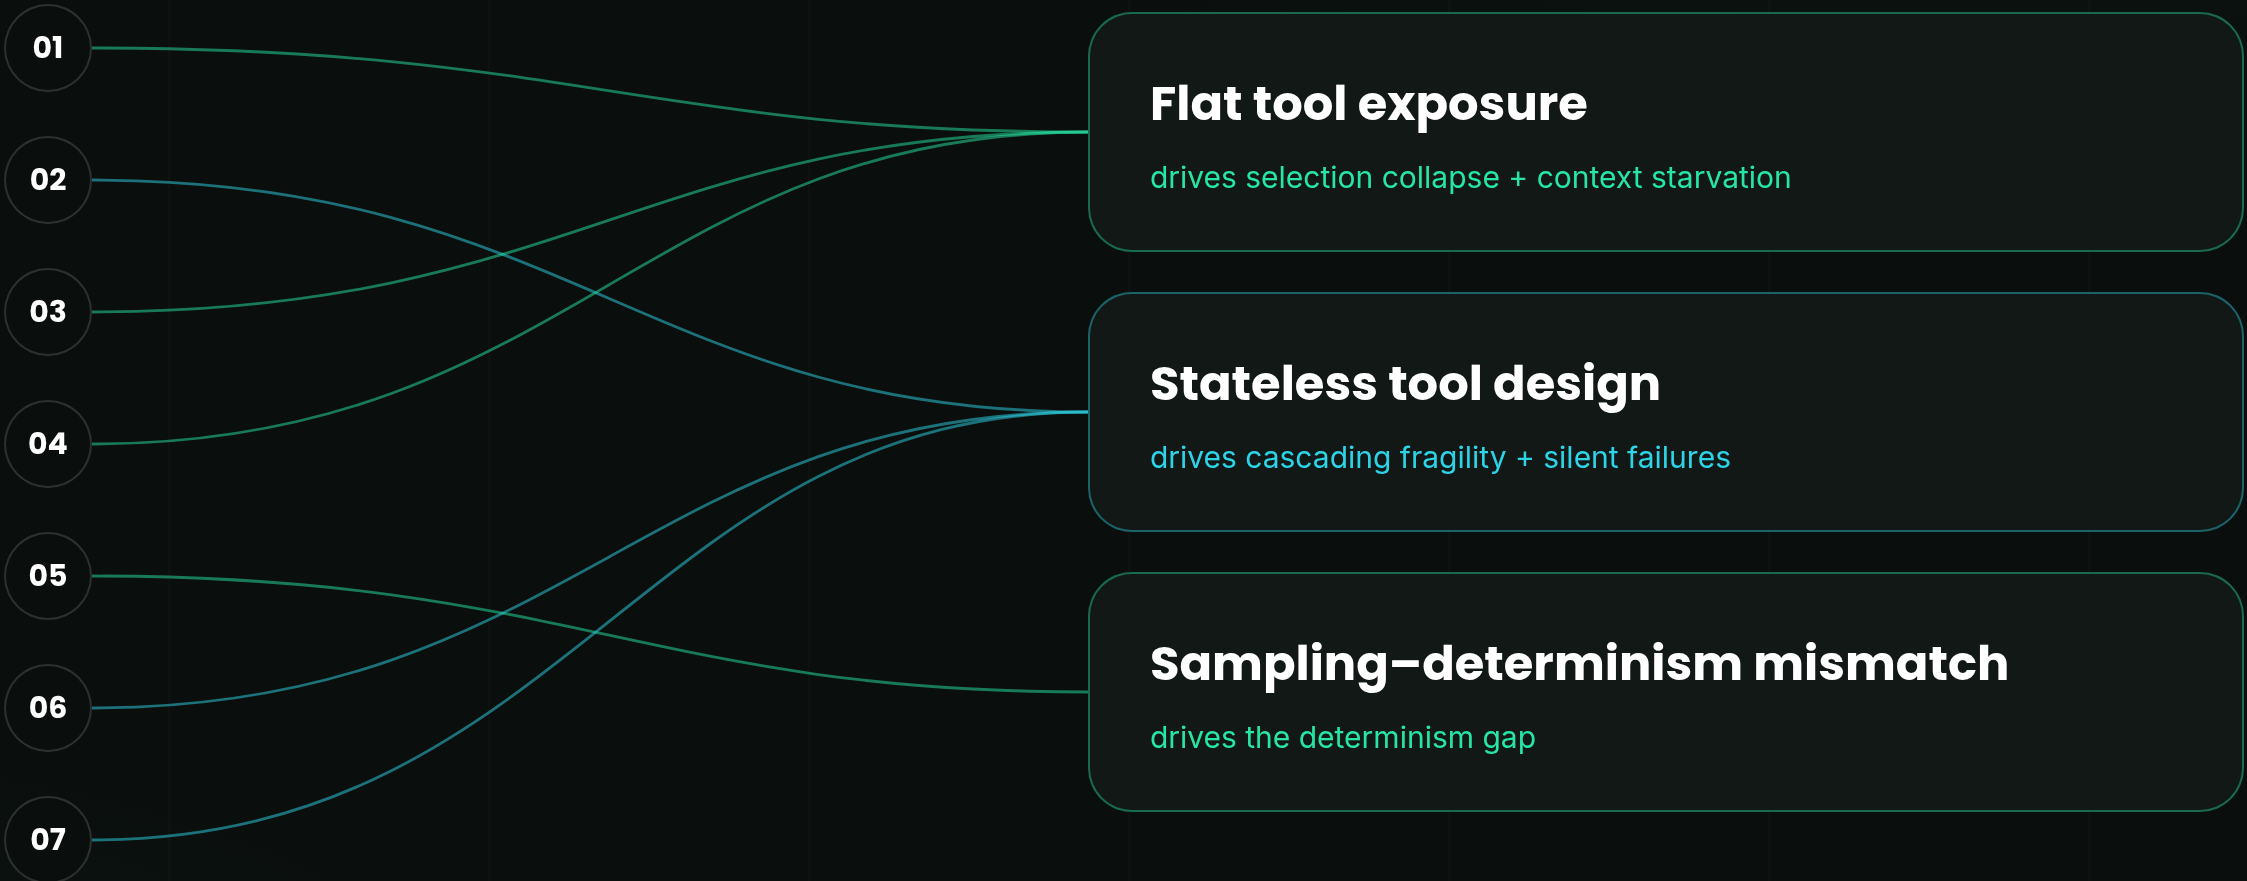 01
02
03
04
05
06
07
Flat tool exposure
drives selection collapse + context starvation
Stateless tool design
drives cascading fragility + silent failures
Sampling–determinism mismatch
drives the determinism gap